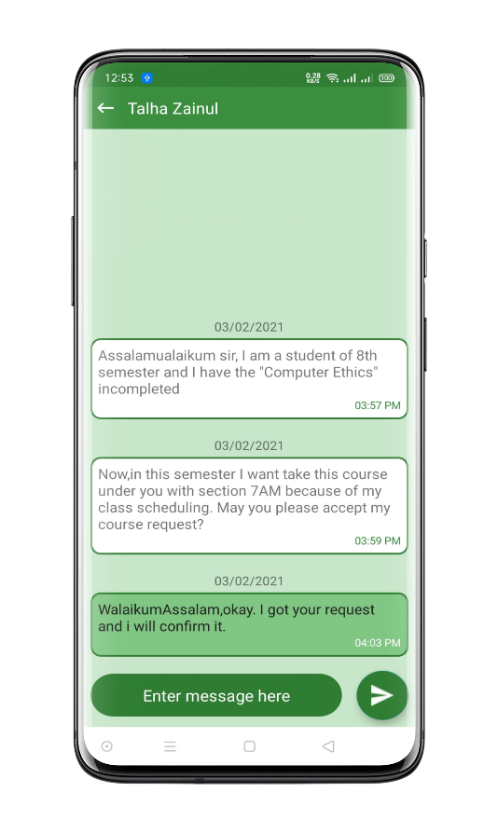 12:53
0.28 KB/S
100
Talha Zainul
03/02/2021
Assalamualaikum sir, I am a student of 8th
semester and I have the "Computer Ethics"
incompleted
03:57 PM
03/02/2021
Now,in this semester I want take this course
under you with section 7AM because of my
class scheduling. May you please accept my
course request?
03:59 PM
03/02/2021
WalaikumAssalam,okay. I got your request
and i will confirm it.
04:03 PM
Enter message here